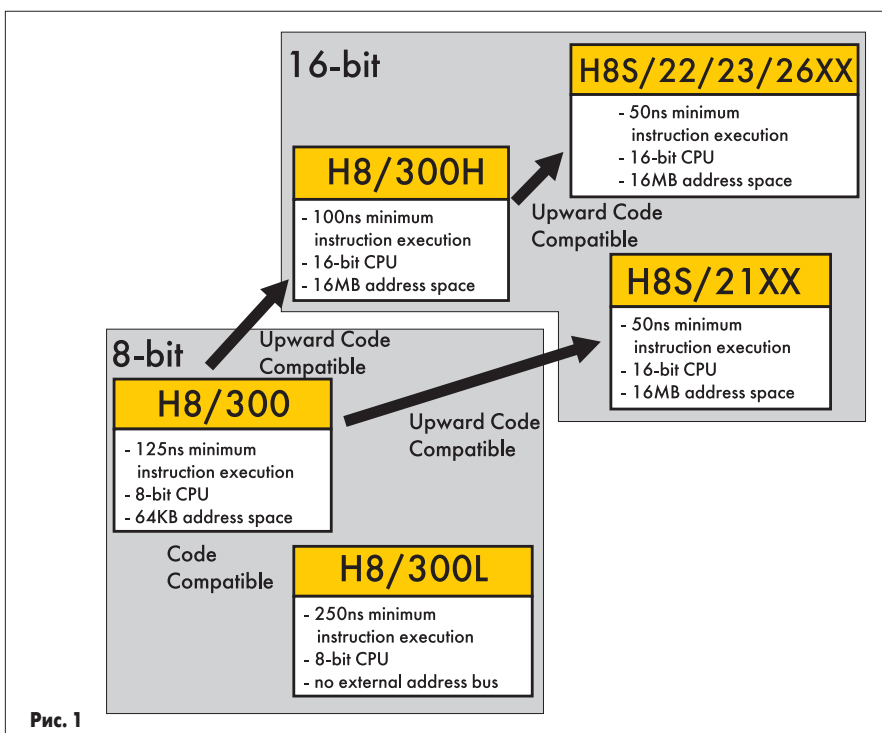 16-bit
H8S/22/23/26XX
- 50ns minimum
instruction execution
- 16-bit CPU
- 16MB address space
H8/300H
- 100ns minimum
instruction execution
- 16-bit CPU
- 16MB address space
Upward Code
Compatible
H8S/21XX
- 50ns minimum
instruction execution
- 16-bit CPU
- 16MB address space
8-bit
Upward Code
Compatible
H8/300
- 125ns minimum
instruction execution
- 8-bit CPU
- 64KB address space
Upward Code
Compatible
Code
Compatible
H8/300L
- 250ns minimum
instruction execution
- 8-bit CPU
- no external address bus
Рис. 1